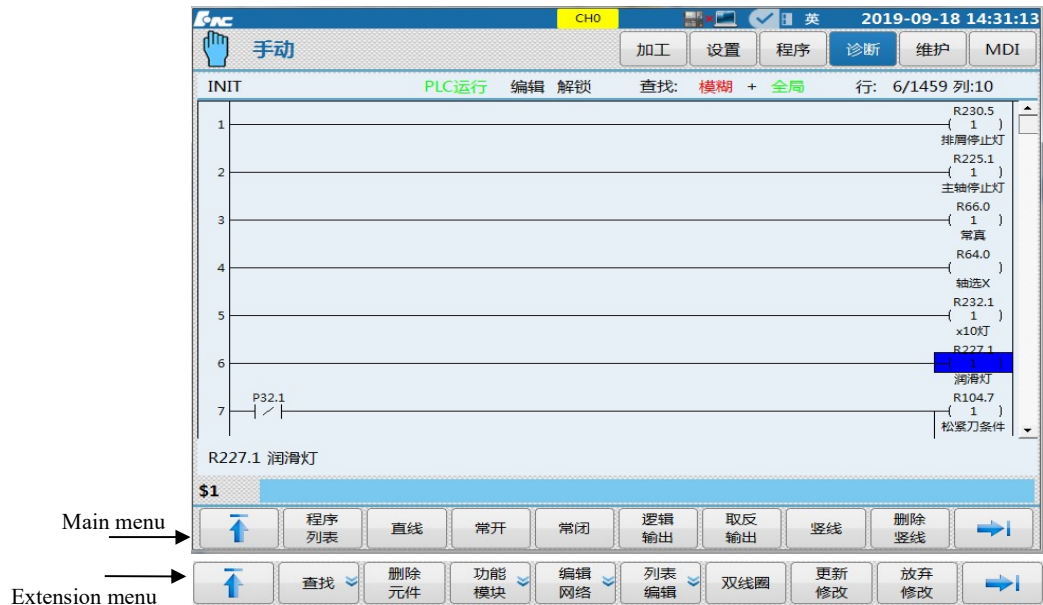 CH0 英 2019-09-18 14:31:13
手动 加工 设置 程序 诊断 维护 MDI
INIT PLC运行 编辑 解锁 查找: 模糊 + 全局 行: 6/1459 列:10
R230.5
1 ( 1 )
排屑停止灯
R225.1
2 ( 1 )
主轴停止灯
R66.0
3 ( 1 )
常真
R64.0
4 ( )
轴选X
R232.1
5 ( 1 )
x10灯
R227.1
6 ( 1 )
润滑灯
P32.1 R104.7
7 ( 1 )
松紧刀条件
R227.1 润滑灯
$1
Main menu
程序列表 直线 常开 常闭 逻辑输出 取反输出 竖线 删除竖线
查找 删除元件 功能模块 编辑网络 列表编辑 双线圈 更新修改 放弃修改
Extension menu